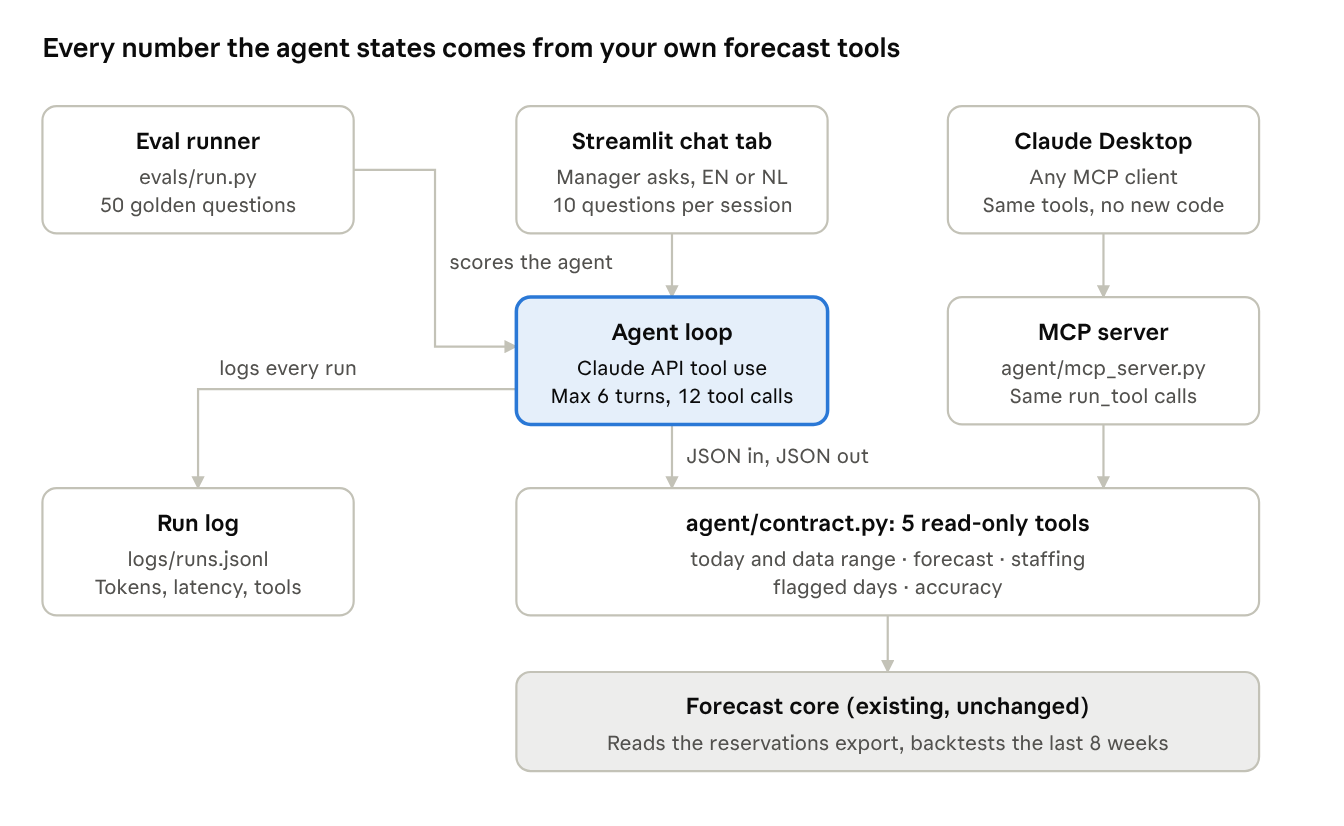 Every number the agent states comes from your own forecast tools
Eval runner
evals/run.py
50 golden questions
Streamlit chat tab
Manager asks, EN or NL
10 questions per session
Claude Desktop
Any MCP client
Same tools, no new code
scores the agent
Agent loop
Claude API tool use
Max 6 turns, 12 tool calls
MCP server
agent/mcp_server.py
Same run_tool calls
logs every run
JSON in, JSON out
Run log
logs/runs.jsonl
Tokens, latency, tools
agent/contract.py: 5 read-only tools
today and data range · forecast · staffing
flagged days · accuracy
Forecast core (existing, unchanged)
Reads the reservations export, backtests the last 8 weeks